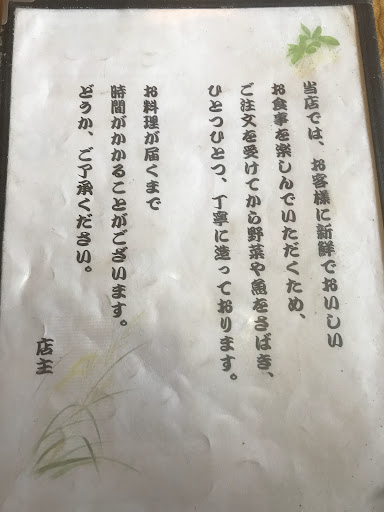 当店では、お客様に新鮮でおいしい
お食事を楽しんでいただくため、
ご注文を受けてから野菜や魚をさばき、
ひとつひとつ、丁寧に造っております。
お料理が届くまで
時間がかかることがございます。
どうか、ご了承ください。
店主